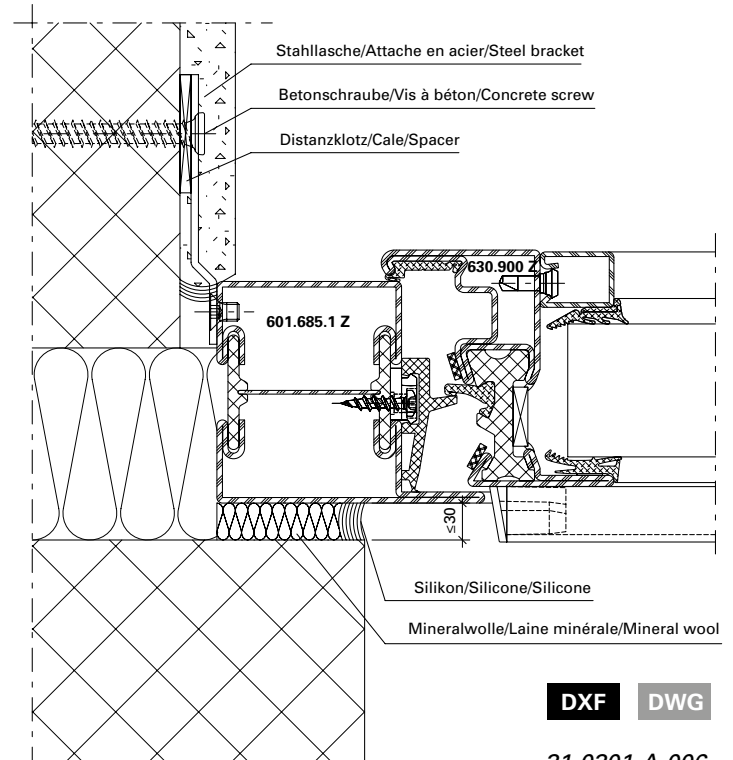 Stahllasche/Attache en acier/Steel bracket
Betonschraube/Vis à béton/Concrete screw
Distanzklotz/Cale/Spacer
630.900 Z
601.685.1 Z
≤30
Silikon/Silicone/Silicone
Mineralwolle/Laine minérale/Mineral wool
DXF DWG